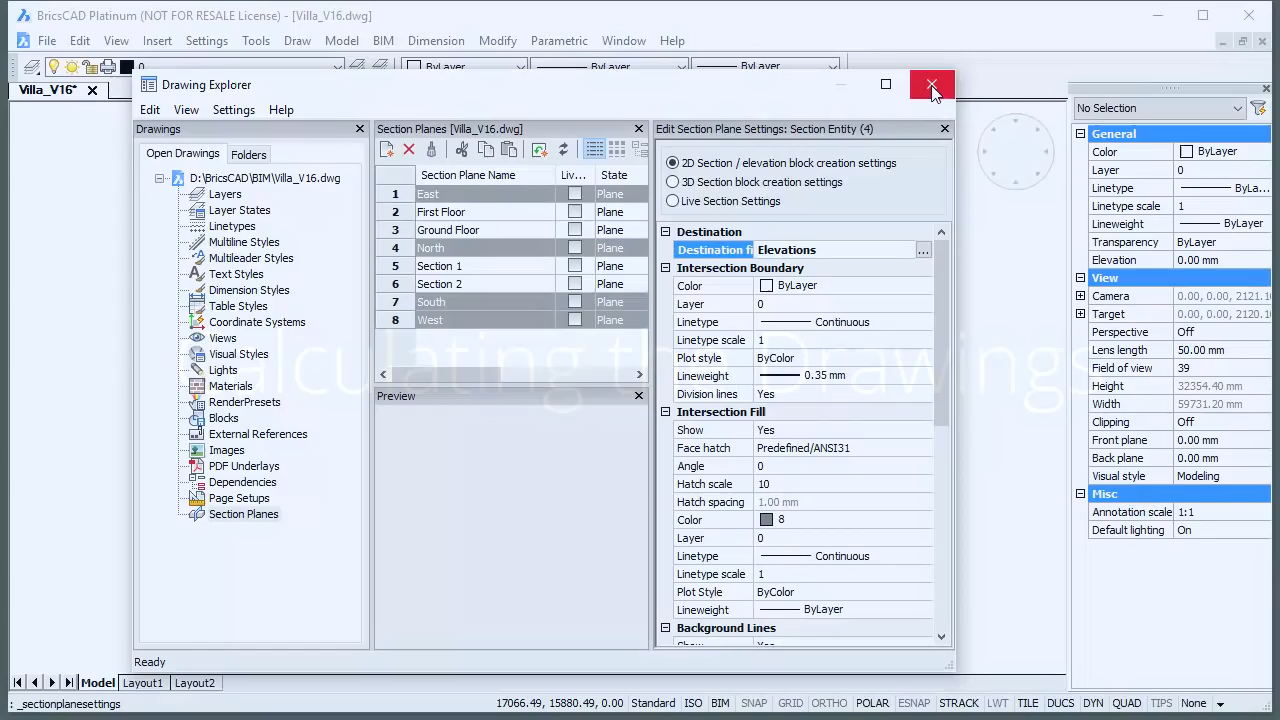 BricsCAD Platinum (NOT FOR RESALE License) - [Villa_V16.dwg]
File Edit View Insert Settings Tools Draw Model BIM Dimension Modify Parametric Window Help
0 ByLayer ByLayer ByLayer
Villa_V16*
Drawing Explorer
Edit View Settings Help
Drawings
Open Drawings Folders
D:\BricsCAD\BIM\Villa_V16.dwg
Layers
Layer States
Linetypes
Multiline Styles
Multileader Styles
Text Styles
Dimension Styles
Table Styles
Coordinate Systems
Views
Visual Styles
Lights
Materials
RenderPresets
Blocks
External References
Images
PDF Underlays
Dependencies
Page Setups
Section Planes
Section Planes [Villa_V16.dwg]
Section Plane Name Liv... State
1 East Plane
2 First Floor Plane
3 Ground Floor Plane
4 North Plane
5 Section 1 Plane
6 Section 2 Plane
7 South Plane
8 West Plane
Preview
Edit Section Plane Settings: Section Entity (4)
2D Section / elevation block creation settings
3D Section block creation settings
Live Section Settings
Destination
Destination fi Elevations ...
Intersection Boundary
Color ByLayer
Layer 0
Linetype Continuous
Linetype scale 1
Plot style ByColor
Lineweight 0.35 mm
Division lines Yes
Intersection Fill
Show Yes
Face hatch Predefined/ANSI31
Angle 0
Hatch scale 10
Hatch spacing 1.00 mm
Color 8
Layer 0
Linetype Continuous
Linetype scale 1
Plot Style ByColor
Lineweight ByLayer
Background Lines
Show Yes
Ready
alculating the Drawings
No Selection
General
Color ByLayer
Layer 0
Linetype ByLa...
Linetype scale 1
Lineweight ByLayer
Transparency ByLayer
Elevation 0.00 mm
View
Camera 0.00, 0.00, 2121.10
Target 0.00, 0.00, 2120.10
Perspective Off
Lens length 50.00 mm
Field of view 39
Height 32354.40 mm
Width 59731.20 mm
Clipping Off
Front plane 0.00 mm
Back plane 0.00 mm
Visual style Modeling
Misc
Annotation scale 1:1
Default lighting On
Model Layout1 Layout2
: _sectionplanesettings
17066.49, 15880.49, 0.00 Standard ISO BIM SNAP GRID ORTHO POLAR ESNAP STRACK LWT TILE DUCS DYN QUAD TIPS None